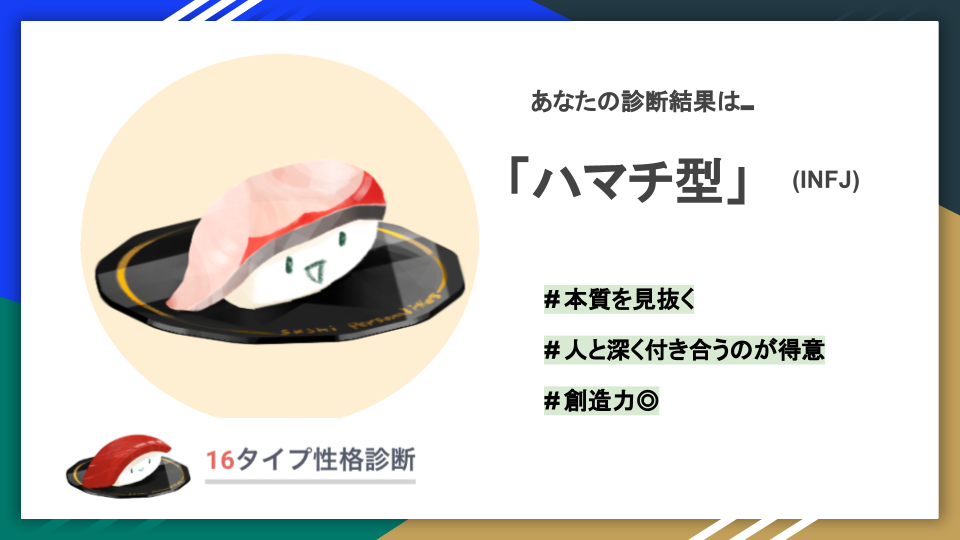 あなたの診断結果は…
「ハマチ型」 (INFJ)
#本質を見抜く
#人と深く付き合うのが得意
#創造力◎
Sushi Personalities
16タイプ性格診断